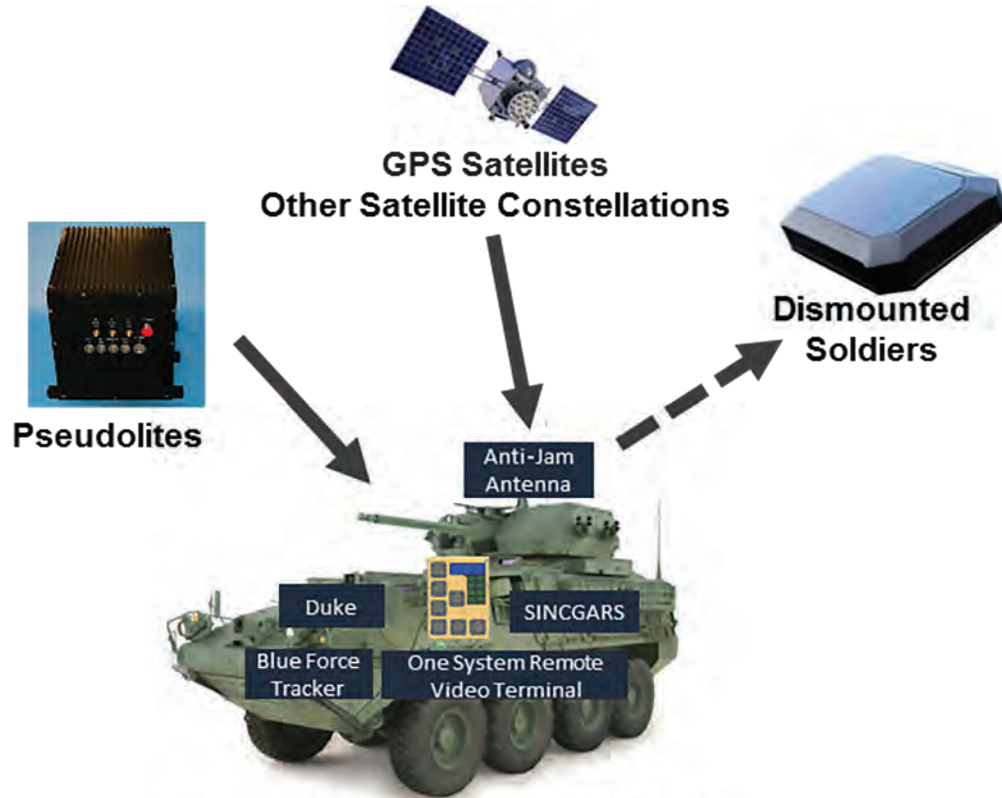 GPS Satellites
Other Satellite Constellations
Dismounted
Soldiers
Pseudolites
Anti-Jam
Antenna
Duke
SINCGARS
Blue Force
Tracker
One System Remote
Video Terminal